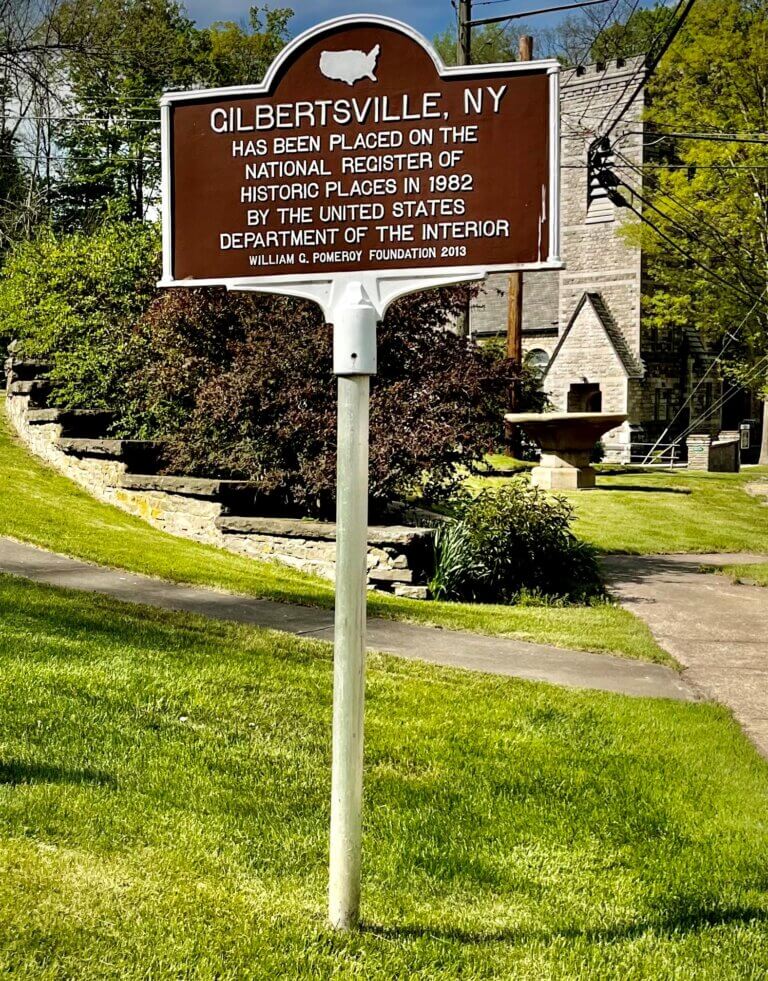 GILBERTSVILLE, NY
HAS BEEN PLACED ON THE
NATIONAL REGISTER OF
HISTORIC PLACES IN 1982
BY THE UNITED STATES
DEPARTMENT OF THE INTERIOR
WILLIAM G. POMEROY FOUNDATION 2013